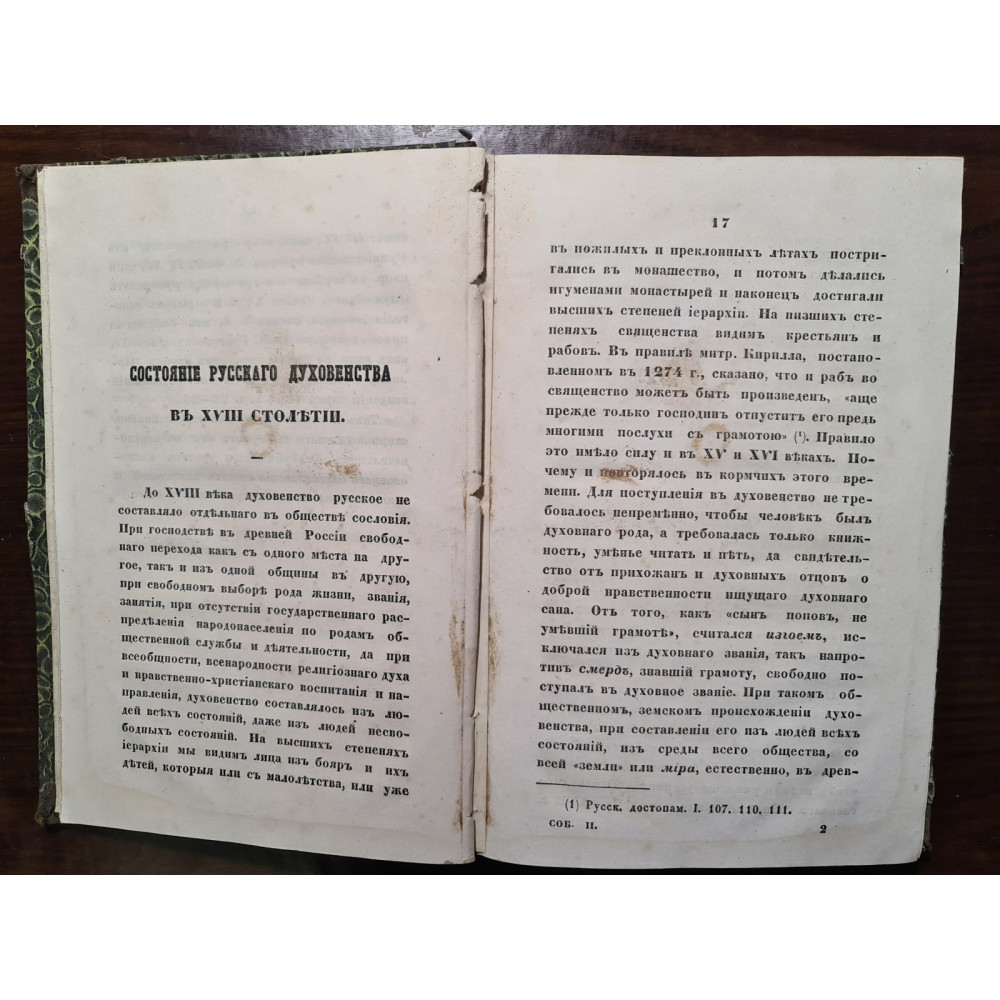 СОСТОЯНІЕ РУССКАГО ДУХОВЕНСТВА
ВЪ XVIII СТОЛѢТІИ.
До XVIII вѣка духовенство русское не
составляло отдѣльнаго въ обществѣ сословія.
При господствѣ въ древней Россіи свобод-
наго перехода какъ съ одного мѣста на дру-
гое, такъ и изъ одной общины въ другую,
при свободномъ выборѣ рода жизни, званія,
занятія, при отсутствіи государственнаго рас-
предѣленія народонаселенія по родамъ об-
щественной службы и дѣятельности, да при
всеобщности, всенародности религіознаго духа
и нравственно-христіанскаго воспитанія и на-
правленія, духовенство составлялось изъ лю-
дей всѣхъ состояній, даже изъ людей несво-
бодныхъ состояній. На высшихъ степеняхъ
іерархіи мы видимъ лица изъ бояръ и ихъ
дѣтей, которыя или съ малолѣтства, или уже
17
въ пожилыхъ и преклонныхъ лѣтахъ постри-
гались въ монашество, и потомъ дѣлались
игуменами монастырей и наконецъ достигали
высшихъ степеней іерархіи. На низшихъ сте-
пеняхъ священства видимъ крестьянъ и
рабовъ. Въ правилѣ митр. Кирилла, постано-
вленномъ въ 1274 г., сказано, что и рабъ во
священство можетъ быть произведенъ, «аще
прежде только господинъ отпуститъ его предь
многими послухи съ грамотою» (¹). Правило
это имѣло силу и въ XV и XVI вѣкахъ. По-
чему и повторялось въ кормчихъ этого вре-
мени. Для поступленія въ духовенство не тре-
бовалось непремѣнно, чтобы человѣкъ былъ
духовнаго рода, а требовалась только книж-
ность, умѣнье читать и пѣть, да свидѣтель-
ство отъ прихожанъ и духовныхъ отцовъ о
доброй нравственности ищущаго духовнаго
сана. Отъ того, какъ «сынъ поповъ, не
умѣвшій грамотѣ», считался изгоемъ, ис-
ключался изъ духовнаго званія, такъ напро-
тивъ смердъ, знавшій грамоту, свободно по-
ступалъ въ духовное званіе. При такомъ об-
щественномъ, земскомъ происхожденіи духо-
венства, при составленіи его изъ людей всѣхъ
состояній, изъ среды всего общества, со
всей «земли» или міра, естественно, въ древ-
(1) Русск. достопам. I. 107. 110. 111.
СОБ. II.
2